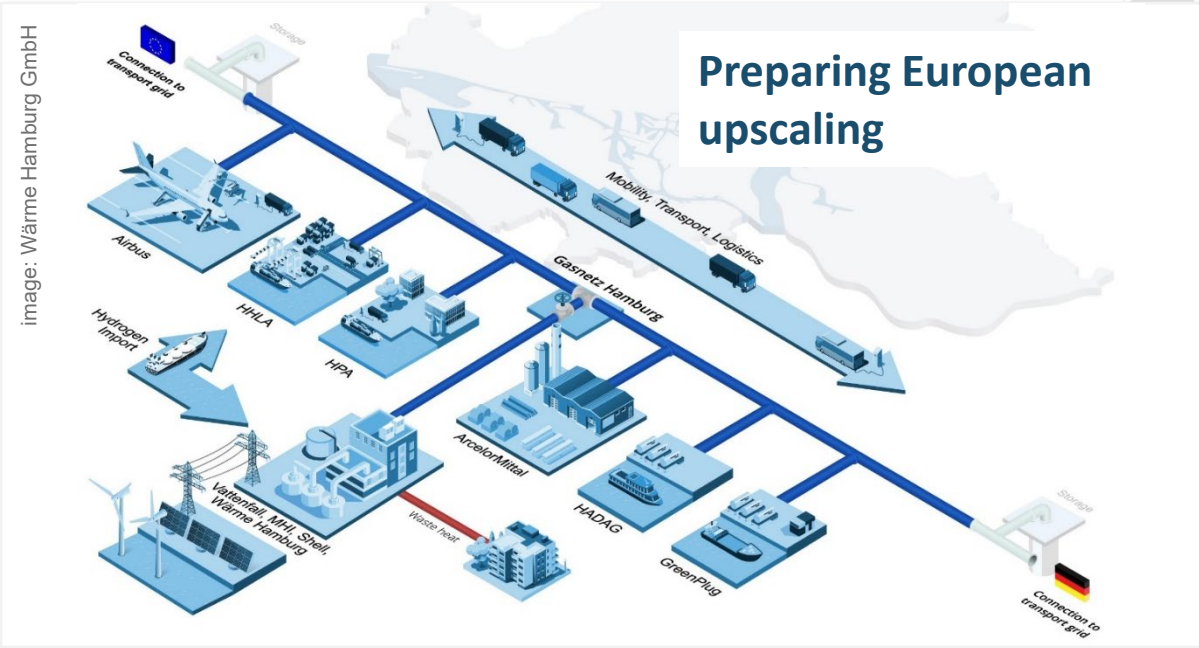 image: Wärme Hamburg GmbH
Preparing European
upscaling
Storage
Connection to
transport grid
Mobility, Transport, Logistics
Airbus
HHLA
HPA
Gasnetz Hamburg
Hydrogen
Import
ArcelorMittal
Vattenfall, MHI, Shell,
Wärme Hamburg
Waste heat
HADAG
GreenPlug
Storage
Connection to
transport grid